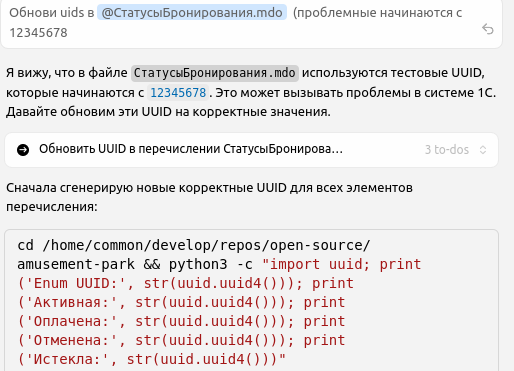 Обнови uids в @СтатусыБронирования.mdo (проблемные начинаются с
12345678
Я вижу, что в файле СтатусыБронирования.mdo используются тестовые UUID,
которые начинаются с 12345678. Это может вызывать проблемы в системе 1С.
Давайте обновим эти UUID на корректные значения.
Обновить UUID в перечислении СтатусыБронирова... 3 to-dos
Сначала сгенерирую новые корректные UUID для всех элементов
перечисления:
cd /home/common/develop/repos/open-source/
amusement-park && python3 -c "import uuid; print
('Enum UUID:', str(uuid.uuid4())); print
('Активная:', str(uuid.uuid4())); print
('Оплачена:', str(uuid.uuid4())); print
('Отменена:', str(uuid.uuid4())); print
('Истекла:', str(uuid.uuid4()))"